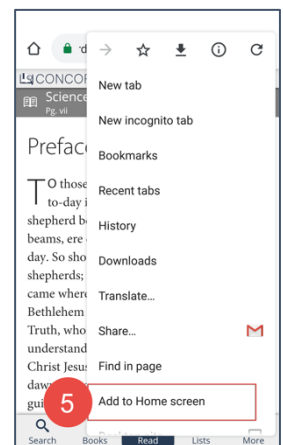 CONCOR
Science
Pg. vii
Preface
TO those
to-day i
shepherd b
beams, ere
day. So sho
shepherds;
came where
Bethlehem
Truth, who
understand
Christ Jesus
daw
gui
New tab
New incognito tab
Bookmarks
Recent tabs
History
Downloads
Translate...
Share...
Find in page
5
Add to Home screen
Search Books Read Lists More